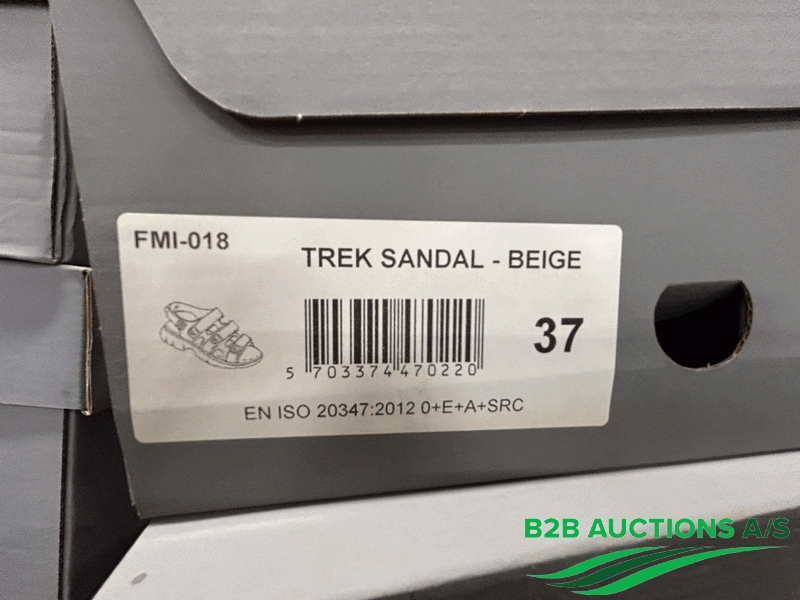 FMI-018
TREK SANDAL - BEIGE
37
5 703374 470220
EN ISO 20347:2012 0+E+A+SRC
B2B AUCTIONS A/S